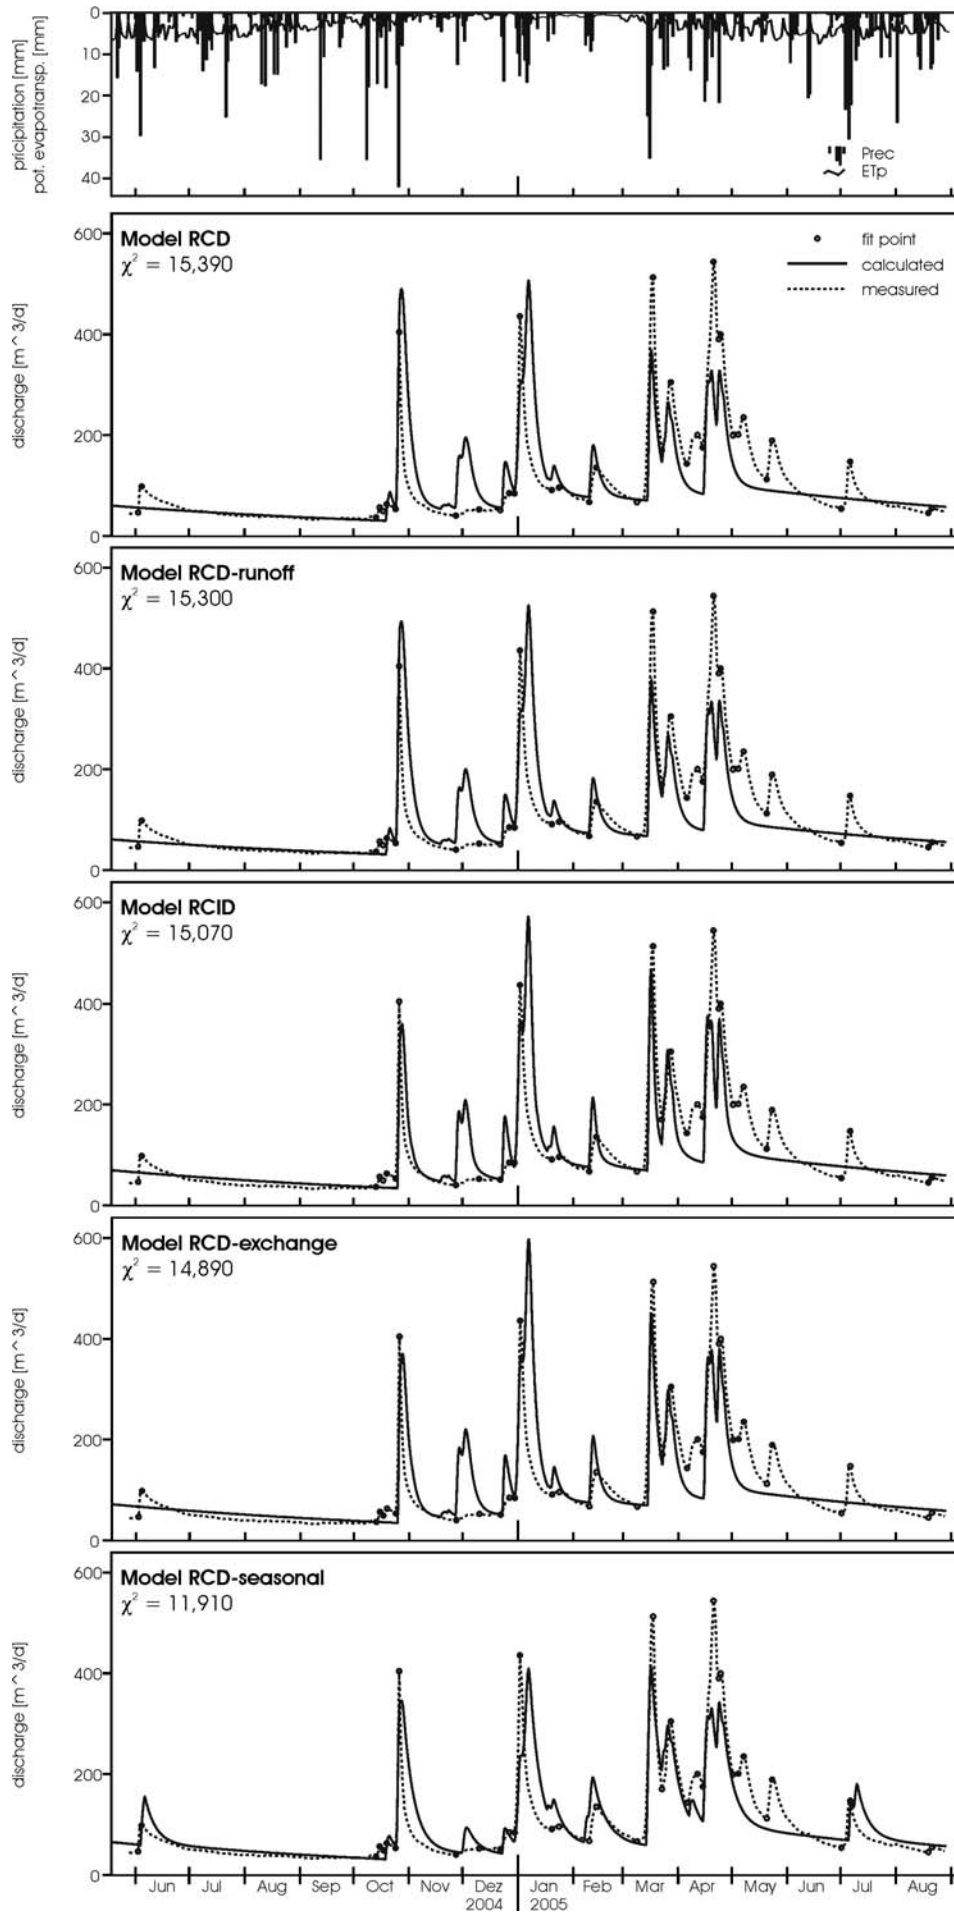 pricipitation [mm]
pot. evapotransp. [mm]
0
10
20
30
40
Prec
ETp
discharge [m^3/d]
600
400
200
0
Model RCD
χ² = 15,390
fit point
calculated
measured
discharge [m^3/d]
600
400
200
0
Model RCD-runoff
χ² = 15,300
discharge [m^3/d]
600
400
200
0
Model RCID
χ² = 15,070
discharge [m^3/d]
600
400
200
0
Model RCD-exchange
χ² = 14,890
discharge [m^3/d]
600
400
200
0
Model RCD-seasonal
χ² = 11,910
Jun Jul Aug Sep Oct Nov Dez Jan Feb Mar Apr May Jun Jul Aug
2004 2005